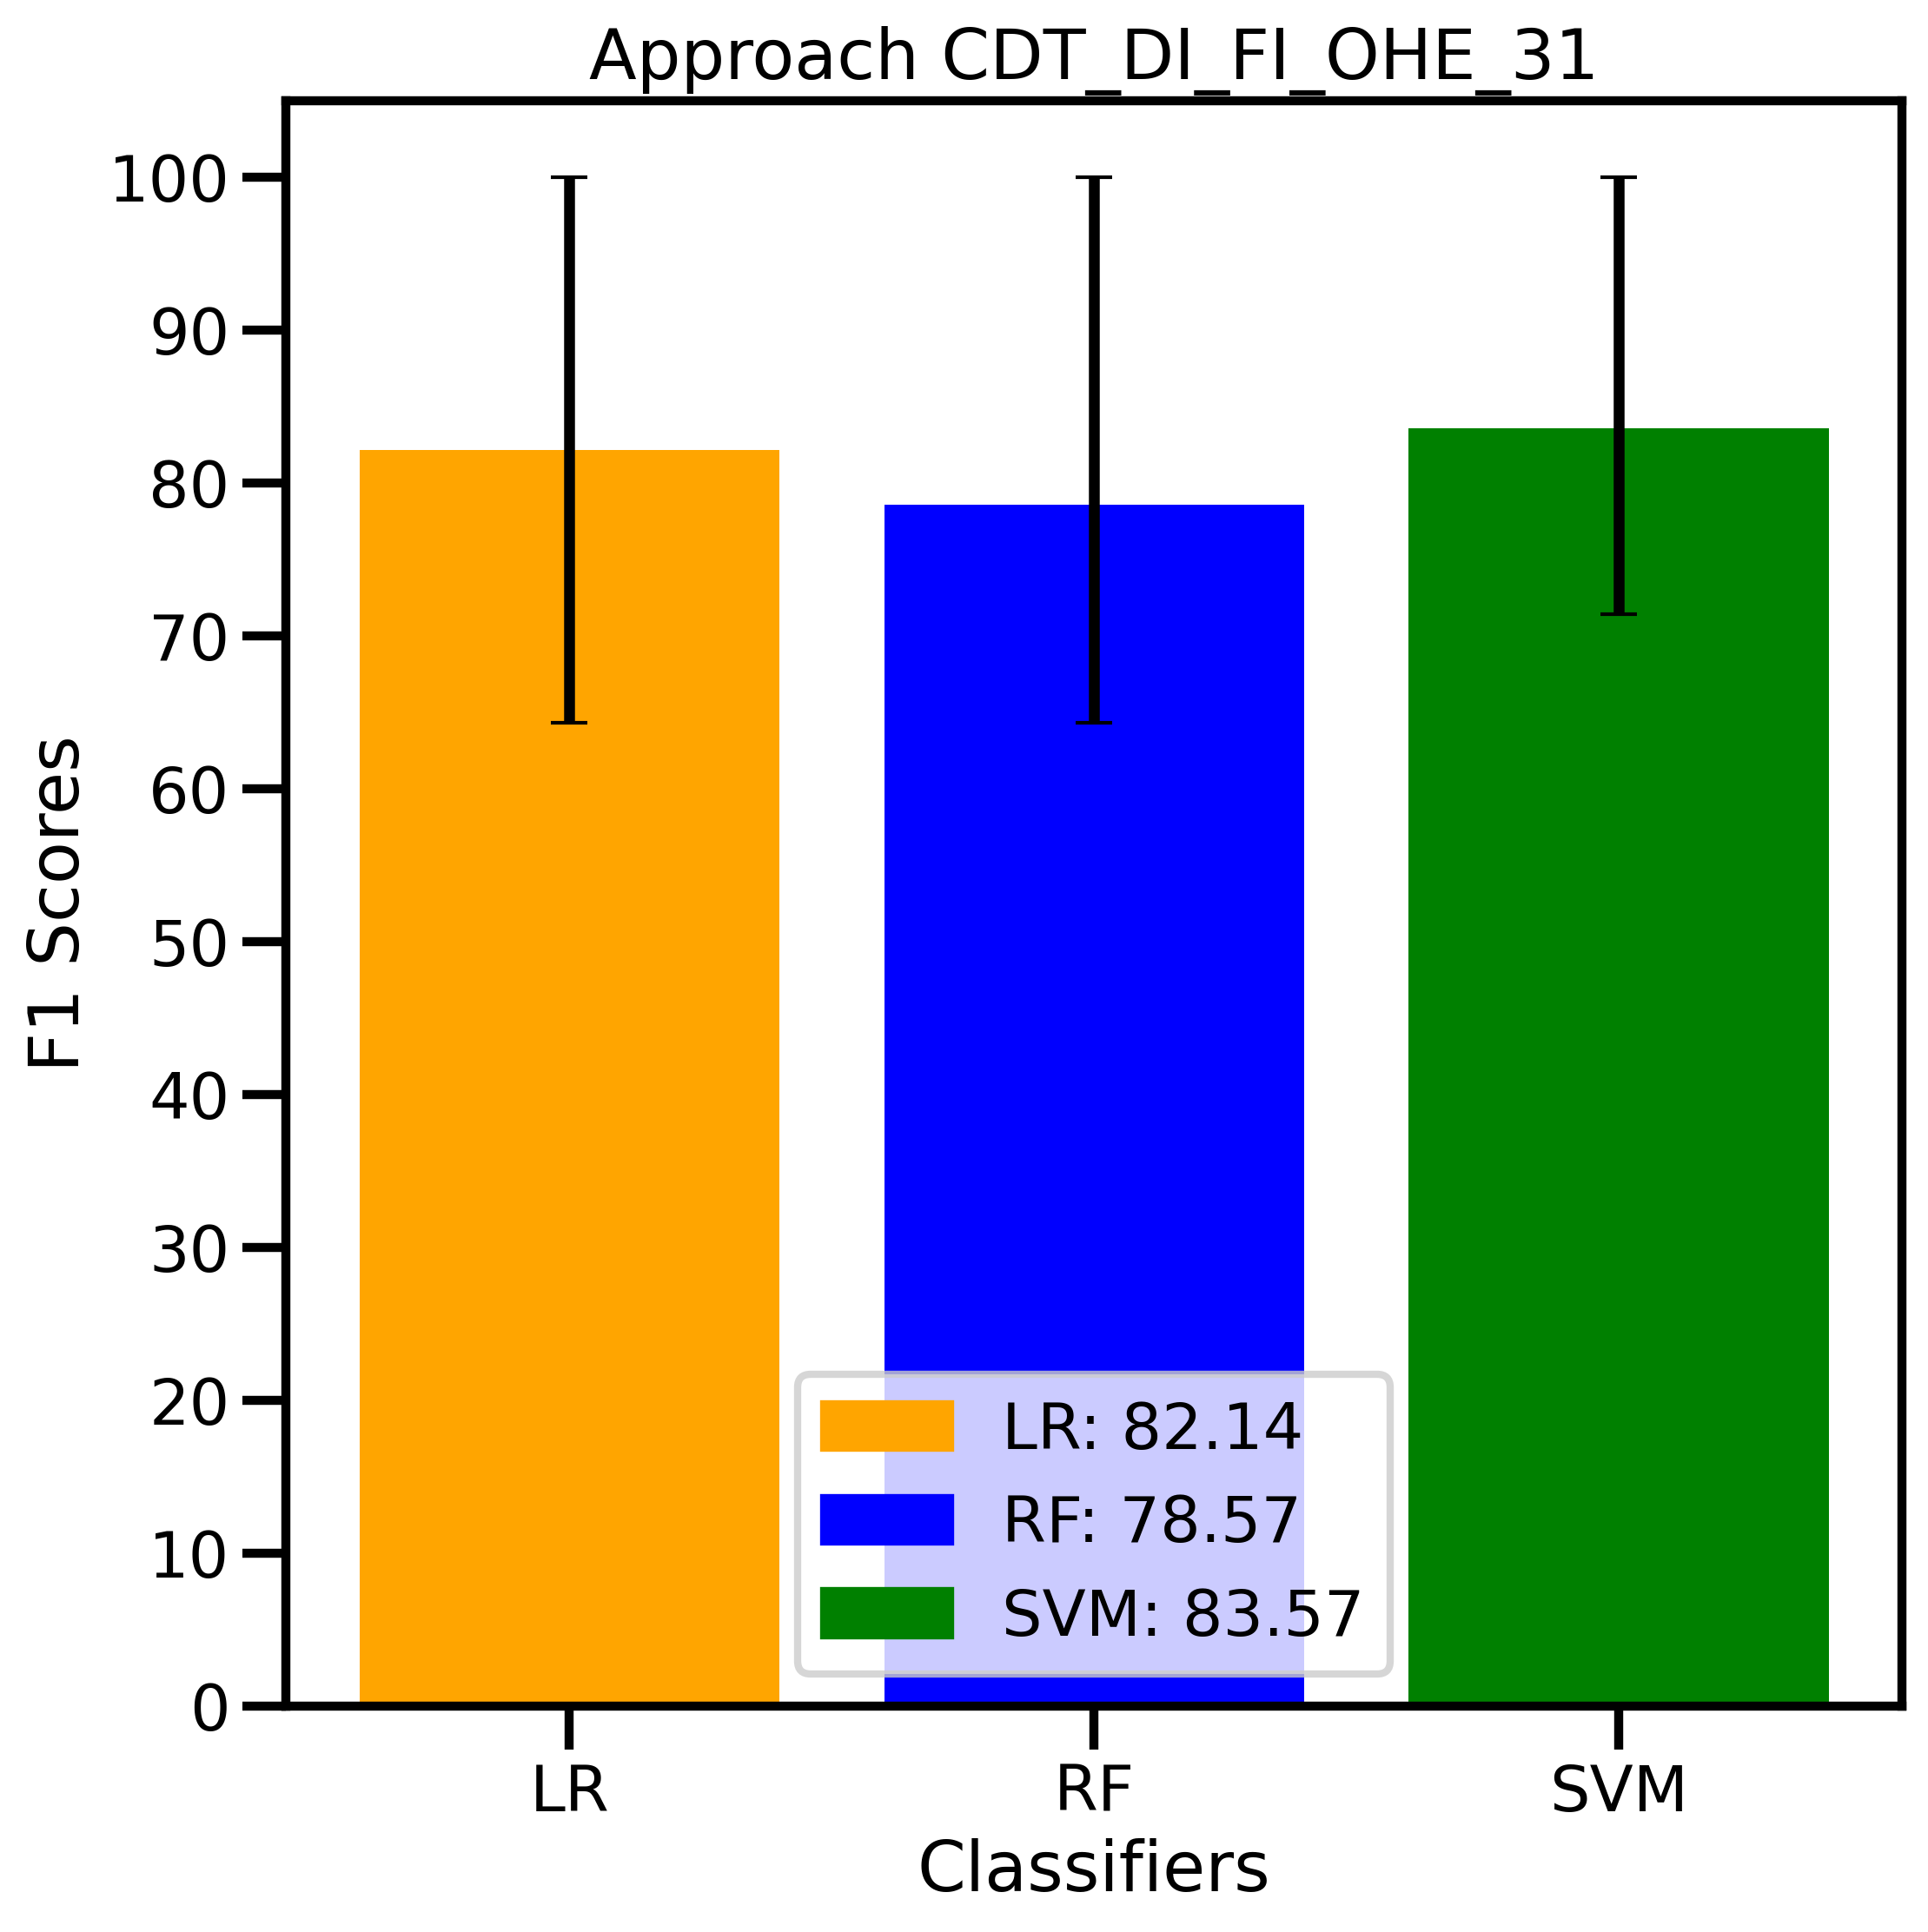 Approach CDT_DI_FI_OHE_31
100
90
80
70
60
50
40
30
20
10
0
F1 Scores
LR: 82.14
RF: 78.57
SVM: 83.57
LR RF SVM
Classifiers